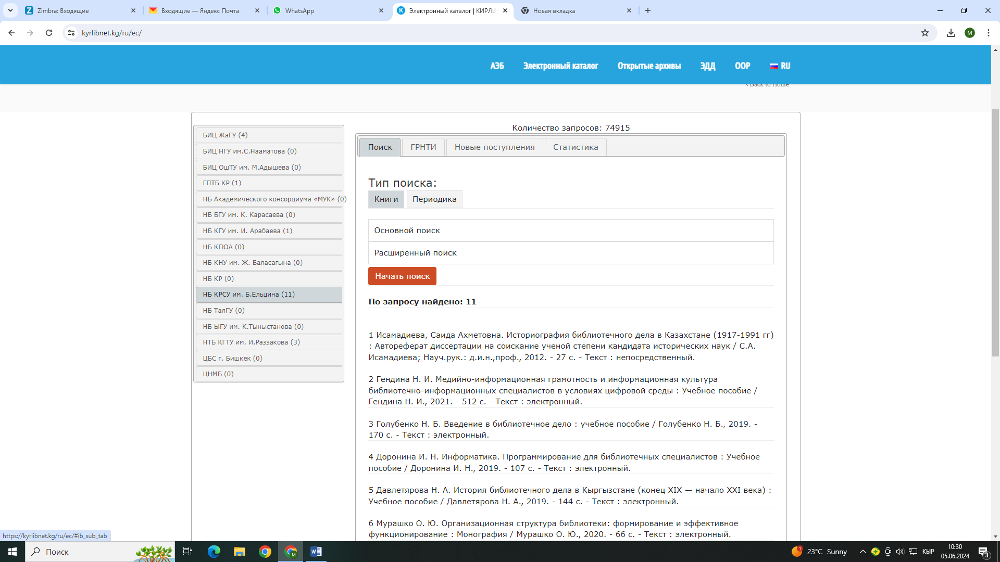 Zimbra: Входящие
Входящие — Яндекс Почта
WhatsApp
Электронный каталог | КИРЛИ
Новая вкладка
kyrlibnet.kg/ru/ec/
M
АЭБ
Электронный каталог
Открытые архивы
ЭДД
ООР
RU
‹ Back to Home
БИЦ ЖаГУ (4)
БИЦ НГУ им.С.Нааматова (0)
БИЦ ОшТУ им. М.Адышева (0)
ГПТБ КР (1)
НБ Академического консорциума «МУК» (0)
НБ БГУ им. К. Карасаева (0)
НБ КГУ им. И. Арабаева (1)
НБ КГЮА (0)
НБ КНУ им. Ж. Баласагына (0)
НБ КР (0)
НБ КРСУ им. Б.Ельцина (11)
НБ ТалГУ (0)
НБ ЫГУ им. К.Тыныстанова (0)
НТБ КГТУ им. И.Раззакова (3)
ЦБС г. Бишкек (0)
ЦНМБ (0)
Количество запросов: 74915
Поиск
ГРНТИ
Новые поступления
Статистика
Тип поиска:
Книги
Периодика
Основной поиск
Расширенный поиск
Начать поиск
По запросу найдено: 11
1 Исамадиева, Саида Ахметовна. Историография библиотечного дела в Казахстане (1917-1991 гг)
: Автореферат диссертации на соискание ученой степени кандидата исторических наук / С.А.
Исамадиева; Науч.рук.: д.и.н.,проф., 2012. - 27 с. - Текст : непосредственный.
2 Гендина Н. И. Медийно-информационная грамотность и информационная культура
библиотечно-информационных специалистов в условиях цифровой среды : Учебное пособие /
Гендина Н. И., 2021. - 512 с. - Текст : электронный.
3 Голубенко Н. Б. Введение в библиотечное дело : учебное пособие / Голубенко Н. Б., 2019. -
170 с. - Текст : электронный.
4 Доронина И. Н. Информатика. Программирование для библиотечных специалистов : Учебное
пособие / Доронина И. Н., 2019. - 107 с. - Текст : электронный.
5 Давлетярова Н. А. История библиотечного дела в Кыргызстане (конец XIX — начало XXI века) :
Учебное пособие / Давлетярова Н. А., 2019. - 144 с. - Текст : электронный.
6 Мурашко О. Ю. Организационная структура библиотеки: формирование и эффективное
функционирование : Монография / Мурашко О. Ю., 2020. - 66 с. - Текст : электронный.
https://kyrlibnet.kg/ru/ec/#ib_sub_tab
Поиск
M
1
23°C Sunny
КЫР
10:30
05.06.2024
3